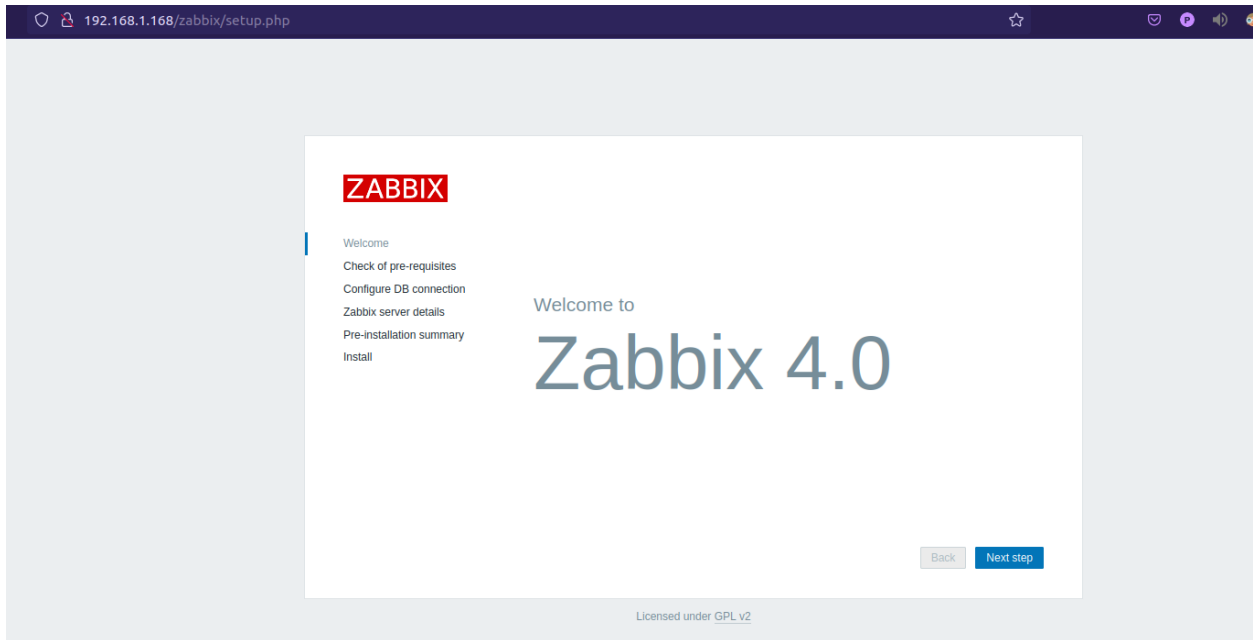 192.168.1.168/zabbix/setup.php
P
ZABBIX
Welcome
Check of pre-requisites
Configure DB connection
Zabbix server details
Pre-installation summary
Install
Welcome to
Zabbix 4.0
Back
Next step
Licensed under GPL v2